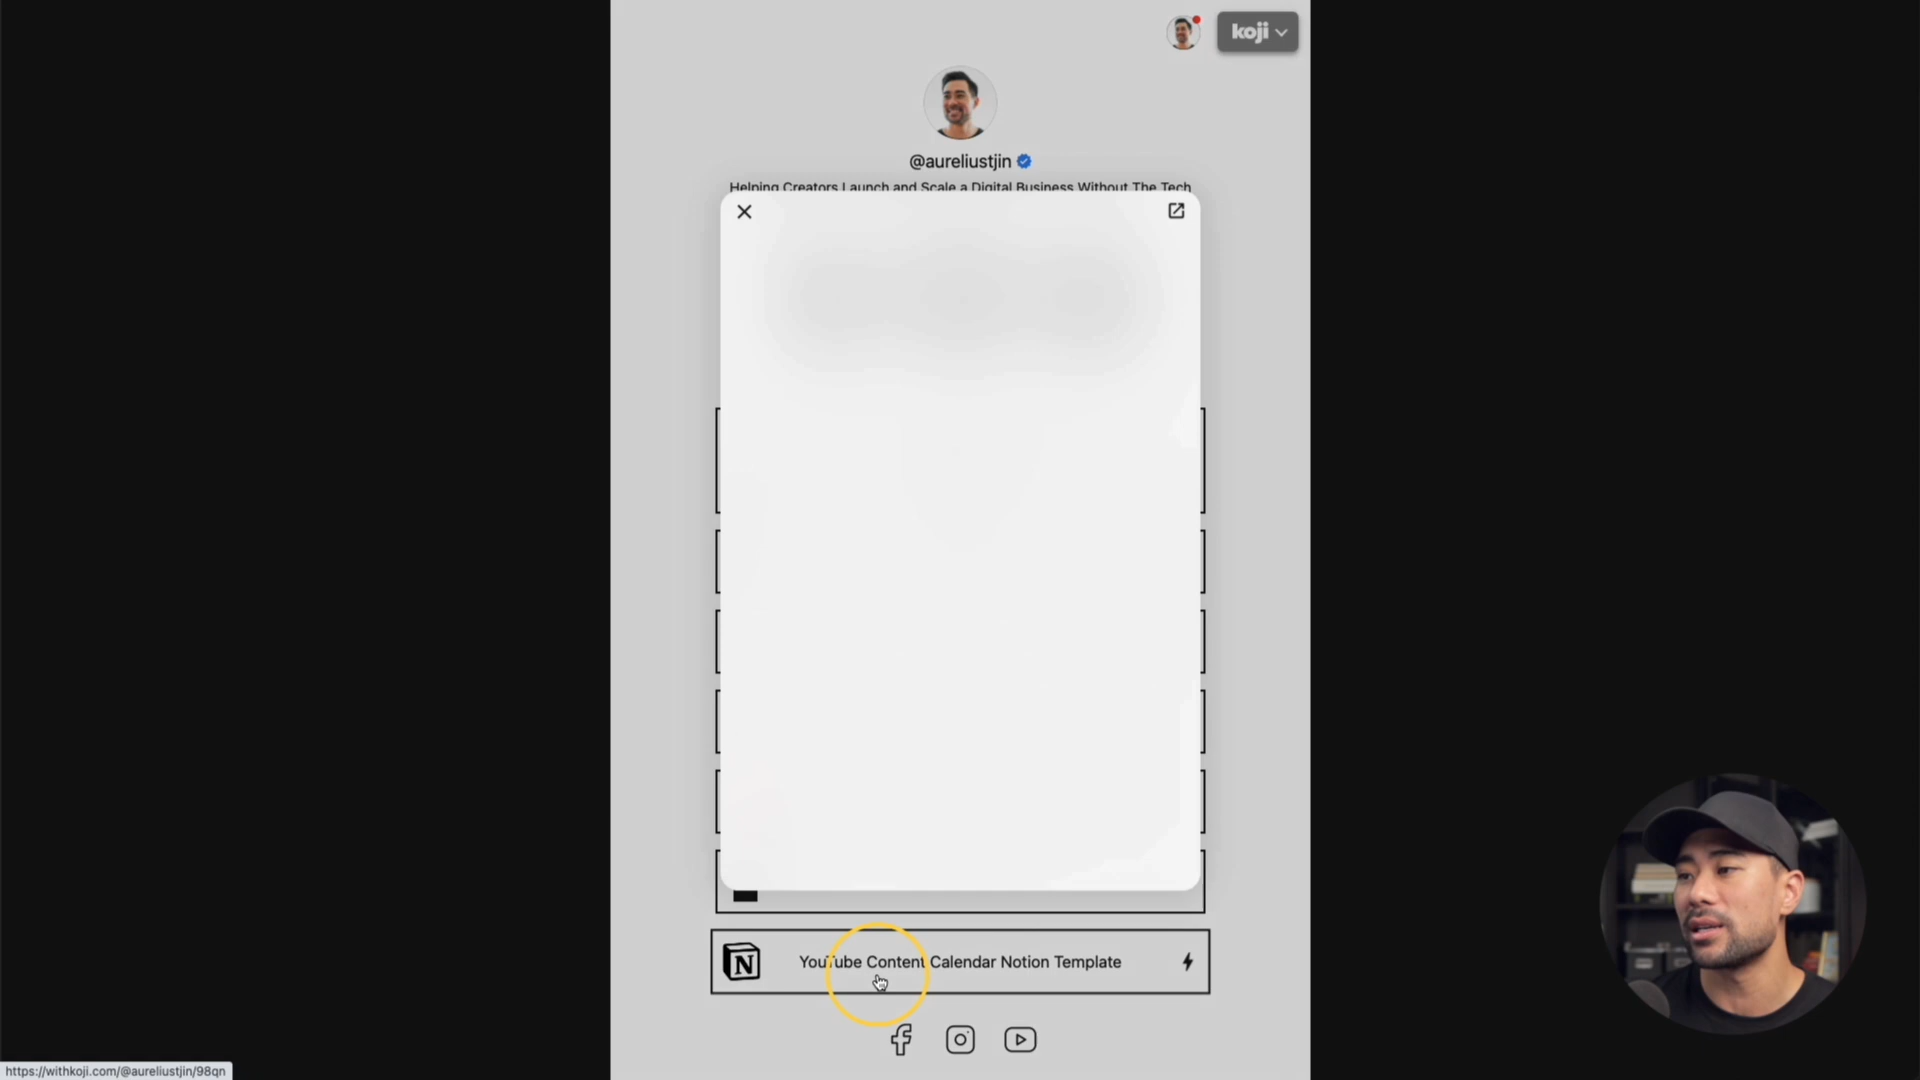 koji
@aureliustjin
Helping Creators Launch and Scale a Digital Business Without The Tech
N
YouTube Content Calendar Notion Template
https://withkoji.com/@aureliustjin/98qn